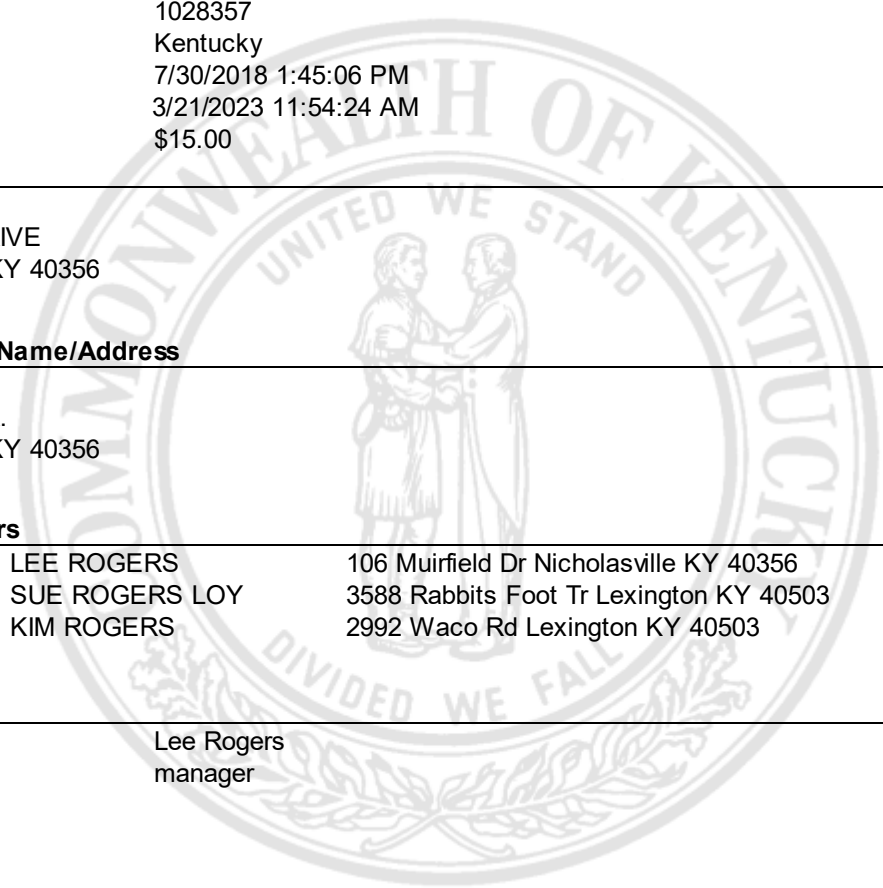 1028357
Kentucky
7/30/2018 1:45:06 PM
3/21/2023 11:54:24 AM
$15.00
COMMONWEALTH OF KENTUCKY
UNITED WE STAND
IVE
KY 40356
Name/Address
.
KY 40356
rs
LEE ROGERS 106 Muirfield Dr Nicholasville KY 40356
SUE ROGERS LOY 3588 Rabbits Foot Tr Lexington KY 40503
KIM ROGERS 2992 Waco Rd Lexington KY 40503
DIVIDED WE FALL
Lee Rogers
manager